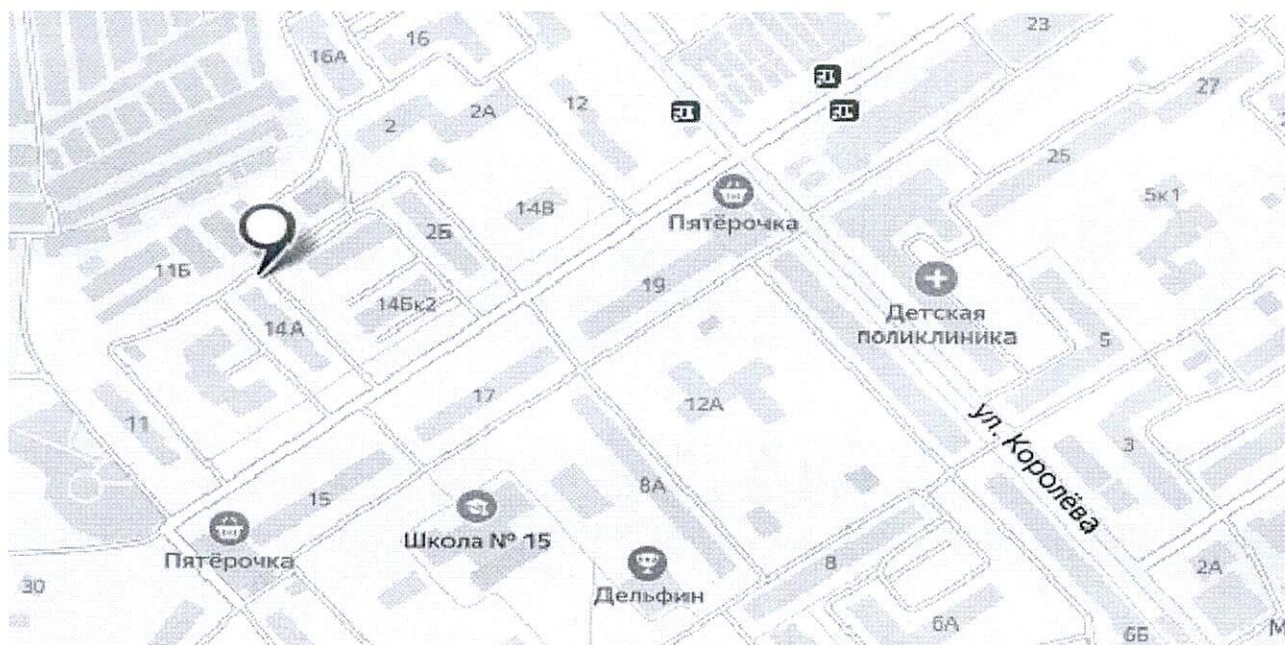 23
16
16А
27
2А
12
2
25
5к1
14В
Пятёрочка
2Б
11Б
19
14Бк2
Детская
поликлиника
14А
5
17
12А
11
3
ул. Королёва
8А
15
Школа № 15
Пятёрочка
8
2А
30
Дельфин
6А
6Б